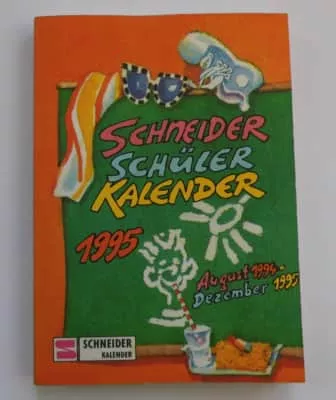 SCHNEIDER
SCHÜLER
KALENDER
1995
August 1994 -
Dezember 1995
SCHNEIDER
KALENDER